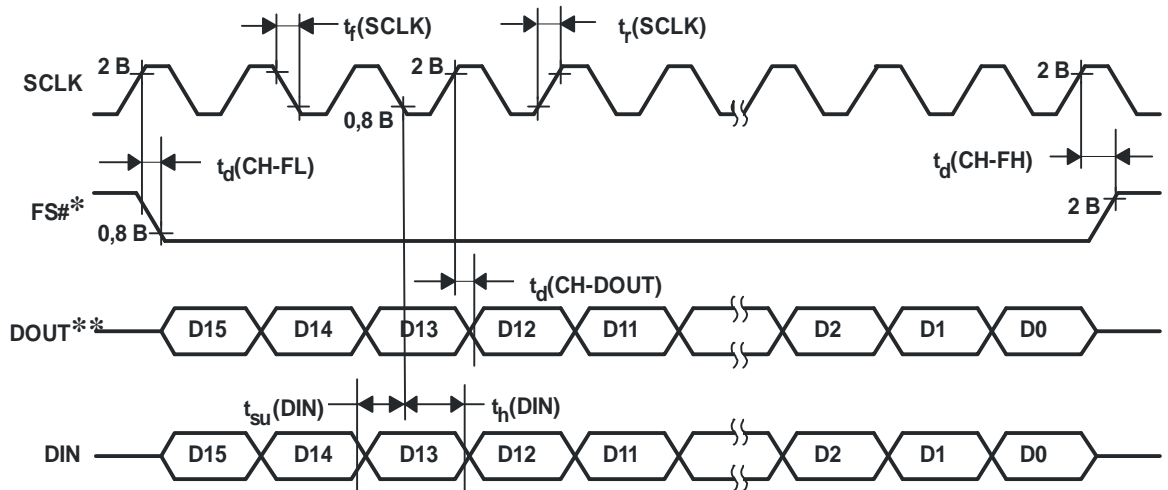 t_f(SCLK) t_r(SCLK)
SCLK 2 В 2 В 2 В
0,8 В
t_d(CH-FL) t_d(CH-FH)
FS#* 2 В
0,8 В
t_d(CH-DOUT)
DOUT** D15 D14 D13 D12 D11 D2 D1 D0
t_su(DIN) t_h(DIN)
DIN D15 D14 D13 D12 D11 D2 D1 D0